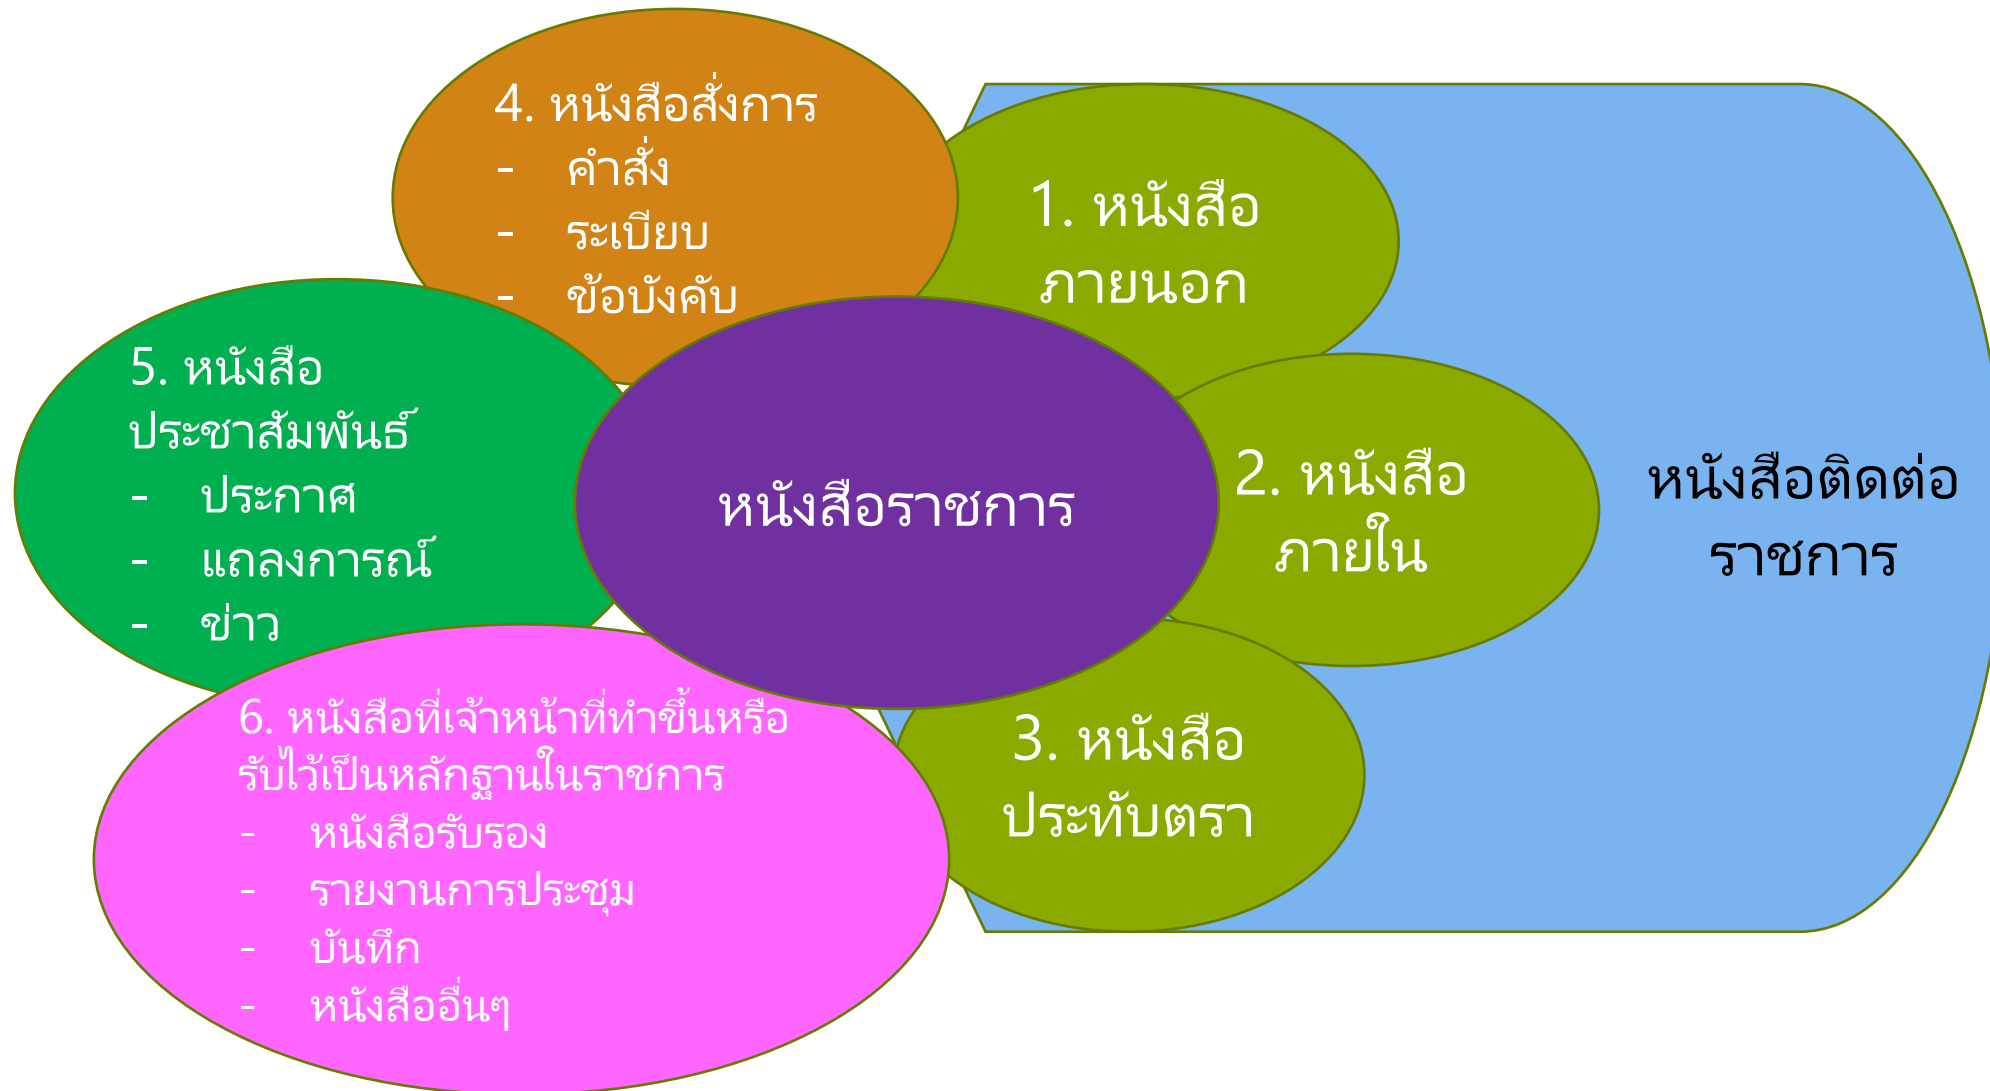 4. หนังสือสั่งการ
- คำสั่ง
- ระเบียบ
- ข้อบังคับ
1. หนังสือ
ภายนอก
5. หนังสือ
ประชาสัมพันธ์
- ประกาศ
- แถลงการณ์
- ข่าว
หนังสือราชการ
2. หนังสือ
ภายใน
หนังสือติดต่อ
ราชการ
6. หนังสือที่เจ้าหน้าที่ทำขึ้นหรือ
รับไว้เป็นหลักฐานในราชการ
- หนังสือรับรอง
- รายงานการประชุม
- บันทึก
- หนังสืออื่นๆ
3. หนังสือ
ประทับตรา